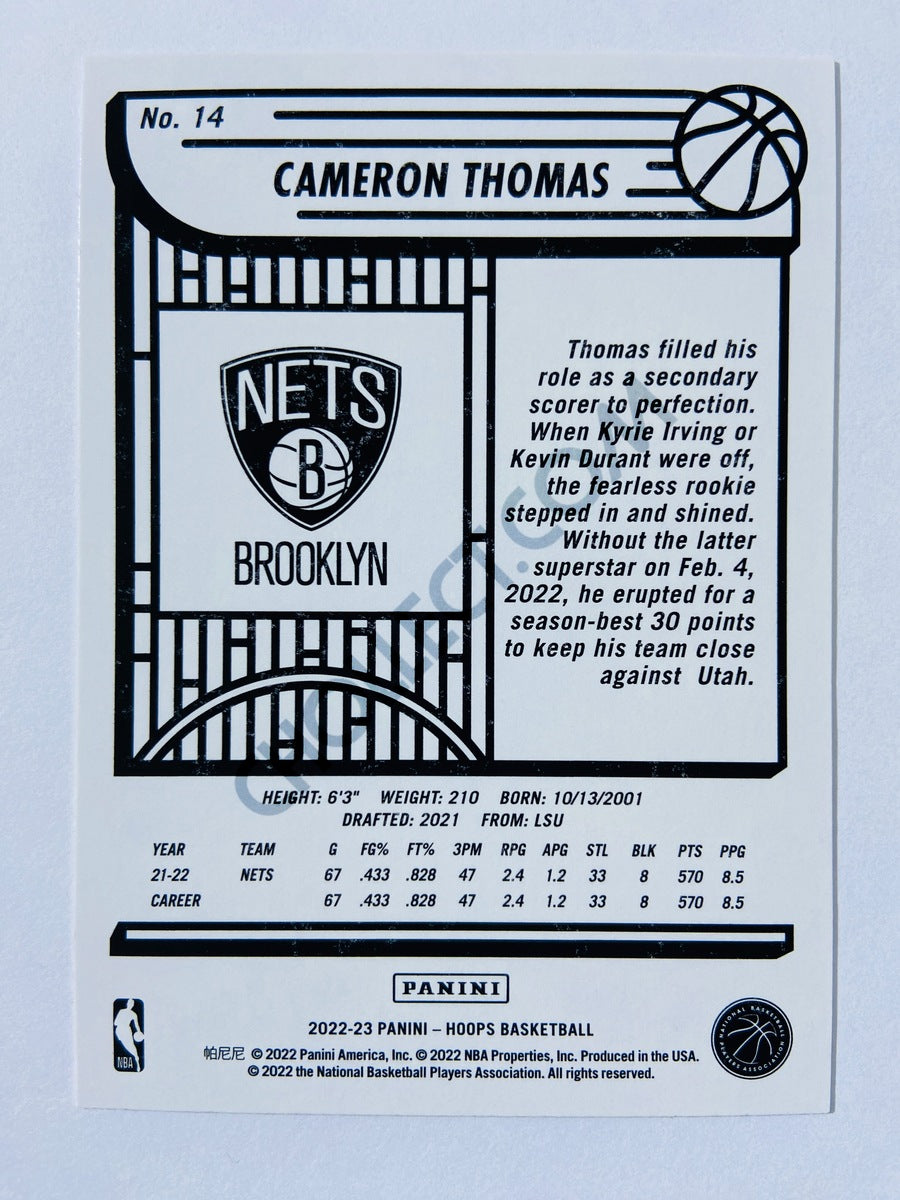 No. 14
CAMERON THOMAS
NETS
B
BROOKLYN
Thomas filled his
role as a secondary
scorer to perfection.
When Kyrie Irving or
Kevin Durant were off,
the fearless rookie
stepped in and shined.
Without the latter
superstar on Feb. 4,
2022, he erupted for a
season-best 30 points
to keep his team close
against Utah.
HEIGHT: 6'3" WEIGHT: 210 BORN: 10/13/2001
DRAFTED: 2021 FROM: LSU
YEAR TEAM G FG% FT% 3PM RPG APG STL BLK PTS PPG
21-22 NETS 67 .433 .828 47 2.4 1.2 33 8 570 8.5
CAREER 67 .433 .828 47 2.4 1.2 33 8 570 8.5
PANINI
2022-23 PANINI – HOOPS BASKETBALL
帕尼尼 © 2022 Panini America, Inc. © 2022 NBA Properties, Inc. Produced in the USA.
© 2022 the National Basketball Players Association. All rights reserved.
NBA
NATIONAL BASKETBALL
PLAYERS ASSOCIATION